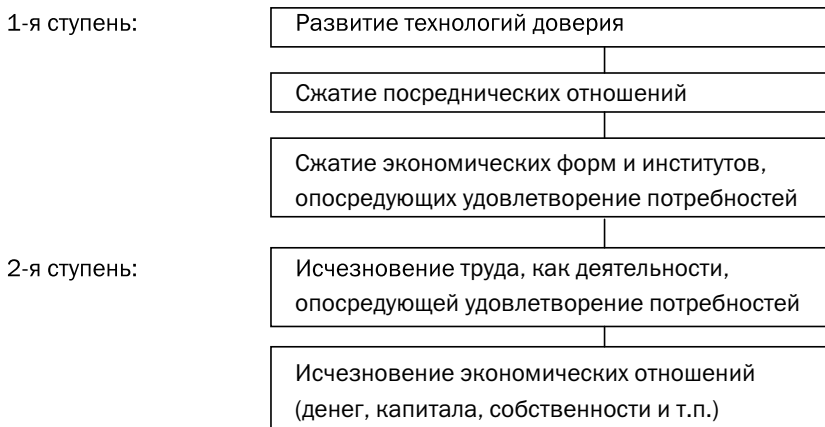 1-я ступень:
Развитие технологий доверия
Сжатие посреднических отношений
Сжатие экономических форм и институтов,
опосредующих удовлетворение потребностей
2-я ступень:
Исчезновение труда, как деятельности,
опосредующей удовлетворение потребностей
Исчезновение экономических отношений
(денег, капитала, собственности и т.п.)